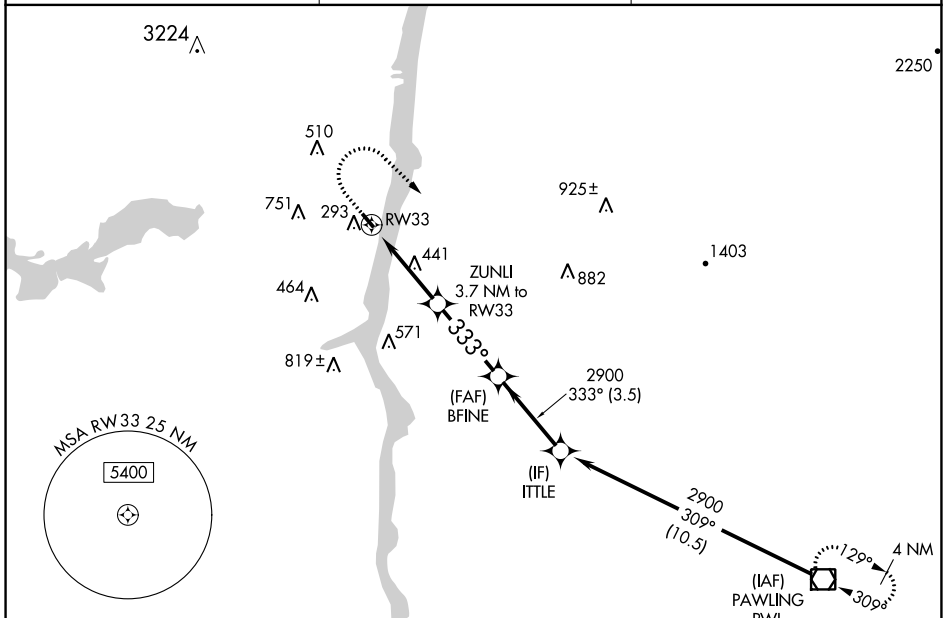 3224
2250
510
925±
751
293
RW33
1403
441
ZUNLI
3.7 NM to
RW33
882
464
571
333°
819±
2900
333° (3.5)
(FAF)
BFINE
MSA RW33 25 NM
5400
(IF)
ITTLE
2900
309°
(10.5)
129°
4 NM
(IAF)
PAWLING
309°